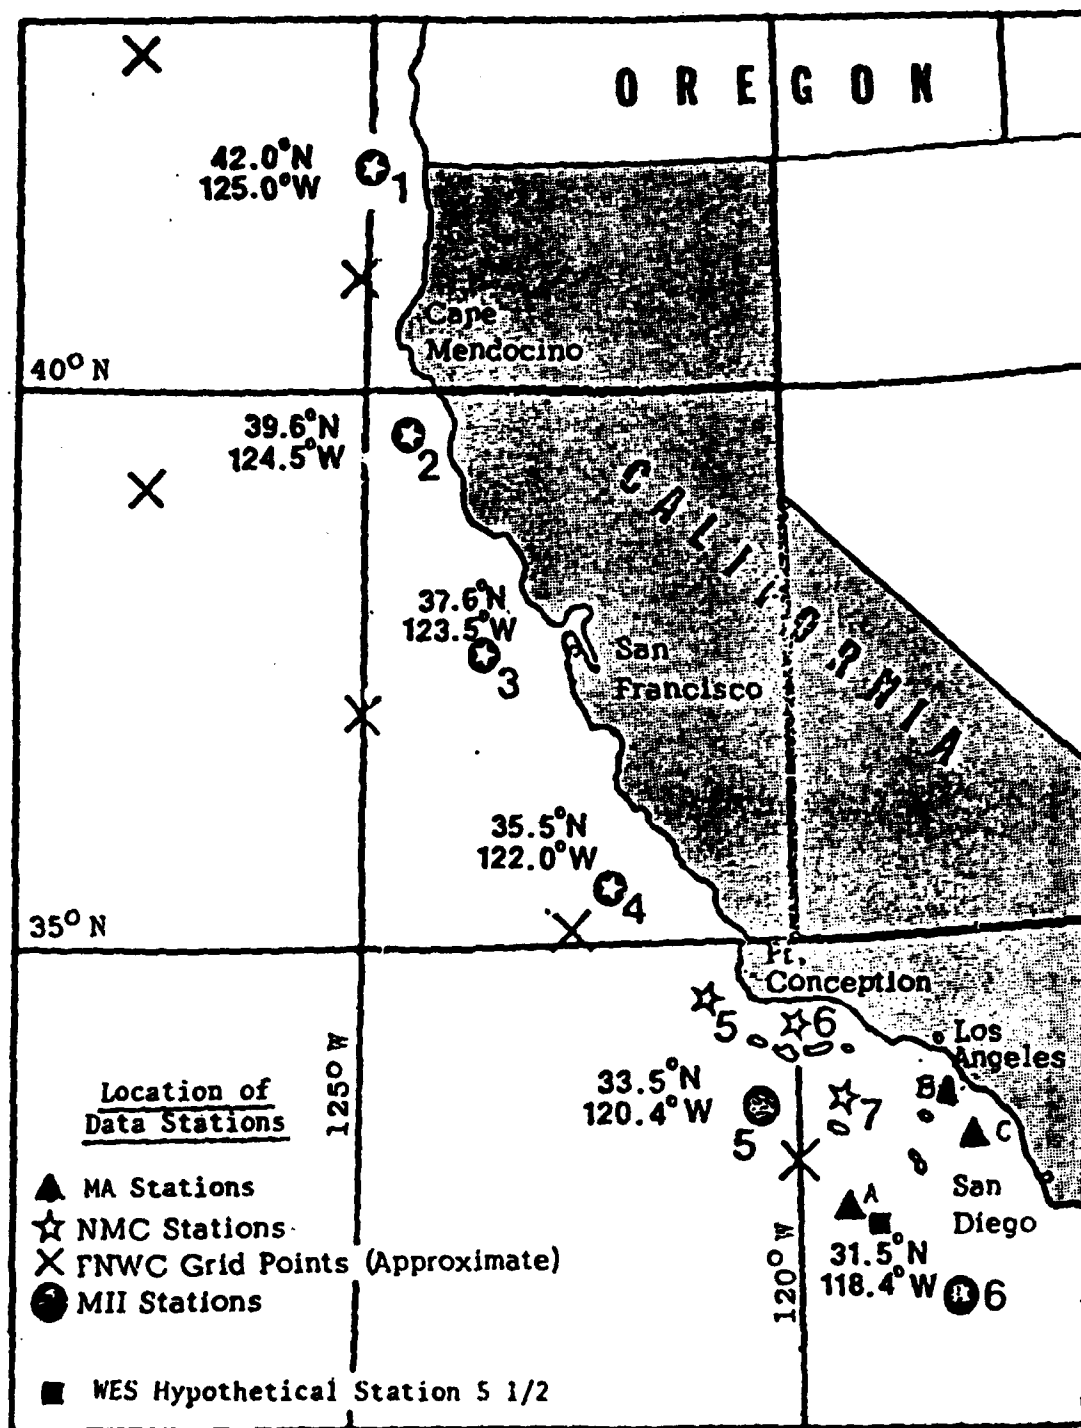 OREGON
42.0°N
125.0°W
1
Cape
Mendocino
40° N
39.6°N
124.5°W
2
CALIFORNIA
37.6°N
123.5°W
3
San
Francisco
35.5°N
122.0°W
4
35° N
Pt.
Conception
5
6
Los
Angeles
33.5°N
120.4°W
5
7
B
C
A
San
Diego
31.5°N
118.4°W
6
125° W
120° W
Location of
Data Stations
MA Stations
NMC Stations
FNWC Grid Points (Approximate)
MII Stations
WES Hypothetical Station 5 1/2